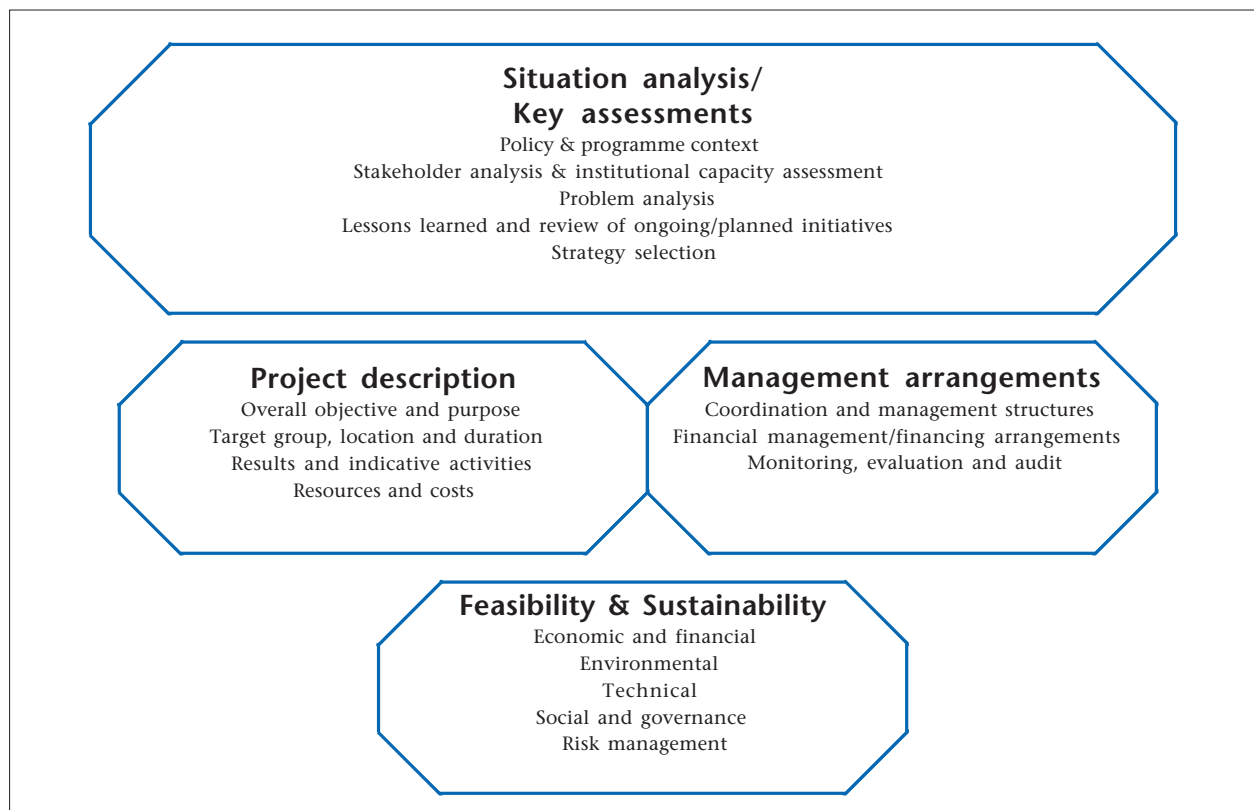 Situation analysis/
Key assessments
Policy & programme context
Stakeholder analysis & institutional capacity assessment
Problem analysis
Lessons learned and review of ongoing/planned initiatives
Strategy selection
Project description
Overall objective and purpose
Target group, location and duration
Results and indicative activities
Resources and costs
Management arrangements
Coordination and management structures
Financial management/financing arrangements
Monitoring, evaluation and audit
Feasibility & Sustainability
Economic and financial
Environmental
Technical
Social and governance
Risk management